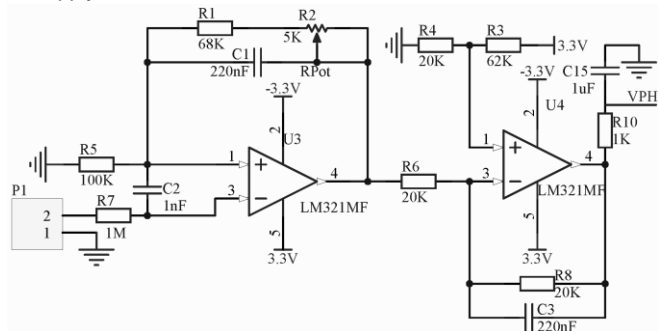 R1
68K
R2
5K
RPot
C1
220nF
R4
20K
R3
62K
3.3V
C15
1uF
VPH
-3.3V
2
U3
-3.3V
2
U4
R10
1K
R5
100K
1
+
3
−
4
LM321MF
5
3.3V
C2
1nF
P1
2
1
R7
1M
R6
20K
1
+
3
−
4
LM321MF
5
3.3V
R8
20K
C3
220nF